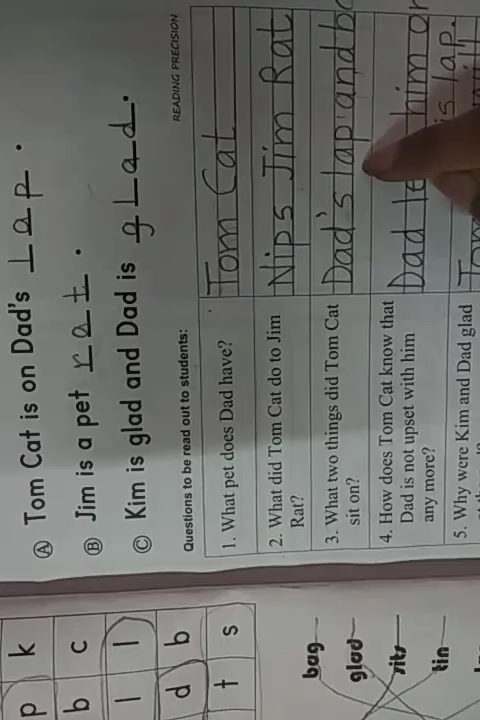 Ⓐ Tom Cat is on Dad's lap.
Ⓑ Jim is a pet rat.
Ⓒ Kim is glad and Dad is glad.
READING PRECISION
Questions to be read out to students:
1. What pet does Dad have?
Tom Cat
2. What did Tom Cat do to Jim
Rat?
Nips Jim Rat
3. What two things did Tom Cat
sit on?
Dad's lap and
4. How does Tom Cat know that
Dad is not upset with him
any more?
Dad him on
lap.
5. Why were Kim and Dad glad
p k
b c
l l
d b
t s
bag
glad
sits
tin